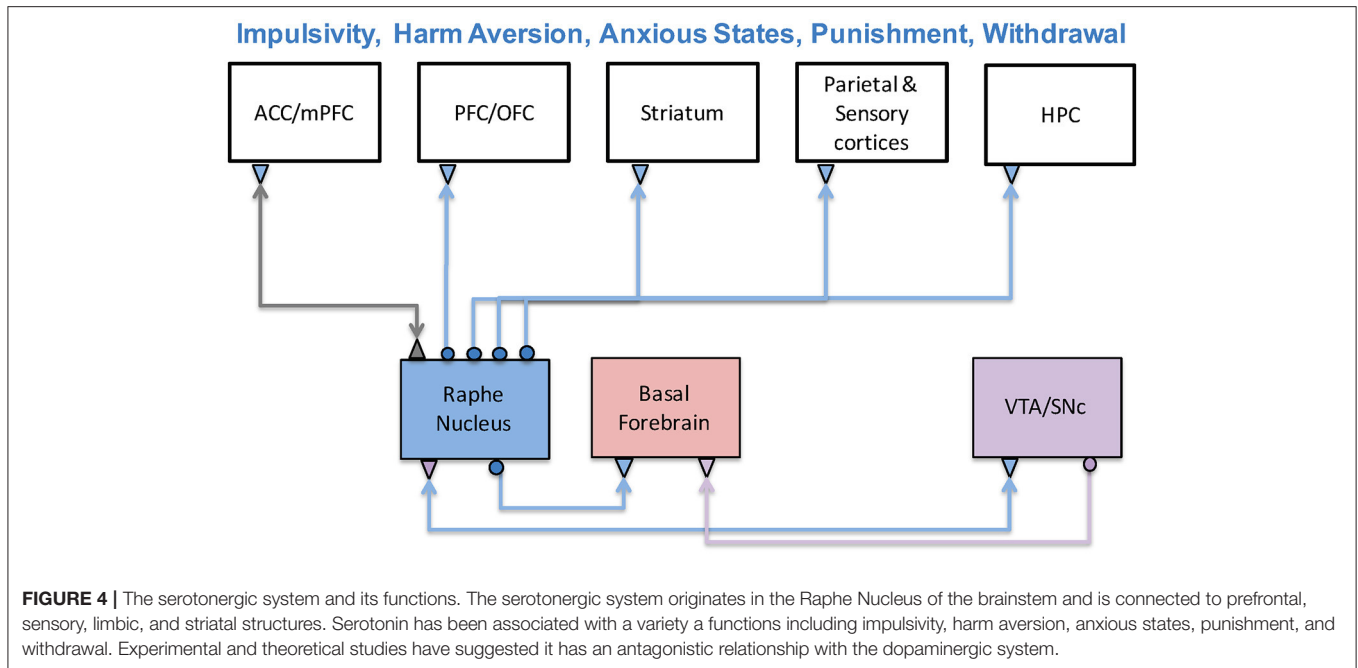 Impulsivity, Harm Aversion, Anxious States, Punishment, Withdrawal
ACC/mPFC
PFC/OFC
Striatum
Parietal &
Sensory
cortices
HPC
Raphe
Nucleus
Basal
Forebrain
VTA/SNc
FIGURE 4 | The serotonergic system and its functions. The serotonergic system originates in the Raphe Nucleus of the brainstem and is connected to prefrontal,
sensory, limbic, and striatal structures. Serotonin has been associated with a variety a functions including impulsivity, harm aversion, anxious states, punishment, and
withdrawal. Experimental and theoretical studies have suggested it has an antagonistic relationship with the dopaminergic system.